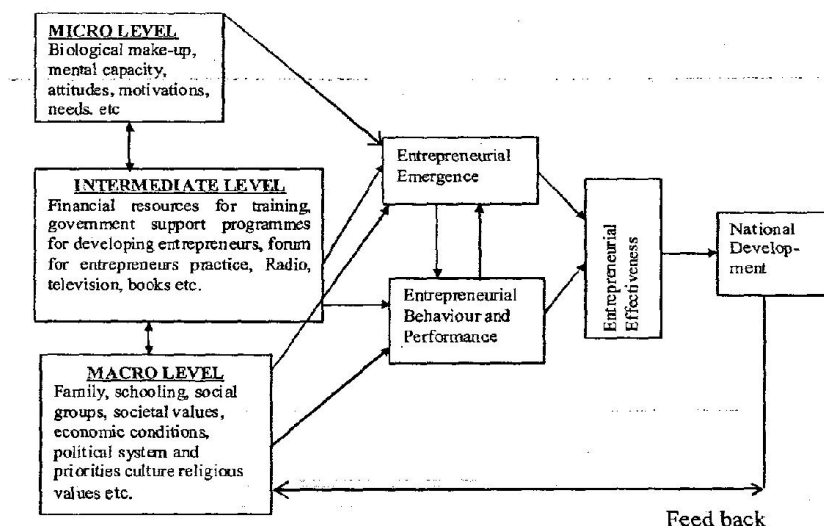 MICRO LEVEL
Biological make-up,
mental capacity,
attitudes, motivations,
needs. etc
INTERMEDIATE LEVEL
Financial resources for training,
government support programmes
for developing entrepreneurs, forum
for entrepreneurs practice, Radio,
television, books etc.
MACRO LEVEL
Family, schooling, social
groups, societal values,
economic conditions,
political system and
priorities culture religious
values etc.
Entrepreneurial
Emergence
Entrepreneurial
Behaviour and
Performance
Entrepreneurial
Effectiveness
National
Develop-
ment
Feed back